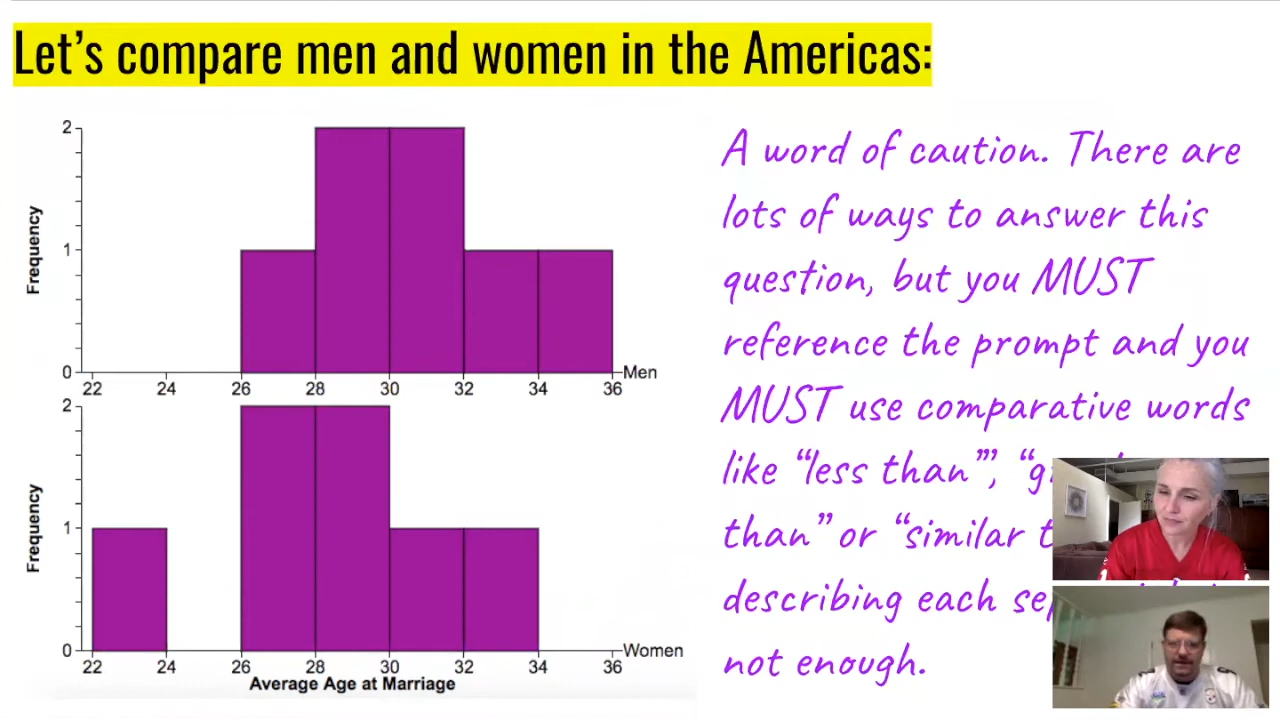 Let's compare men and women in the Americas:
2
1
0
Frequency
22 24 26 28 30 32 34 36
Men
2
1
0
Frequency
22 24 26 28 30 32 34 36
Women
Average Age at Marriage
A word of caution. There are
lots of ways to answer this
question, but you MUST
reference the prompt and you
MUST use comparative words
like “less than”’, “
than” or “similar
describing each
not enough.